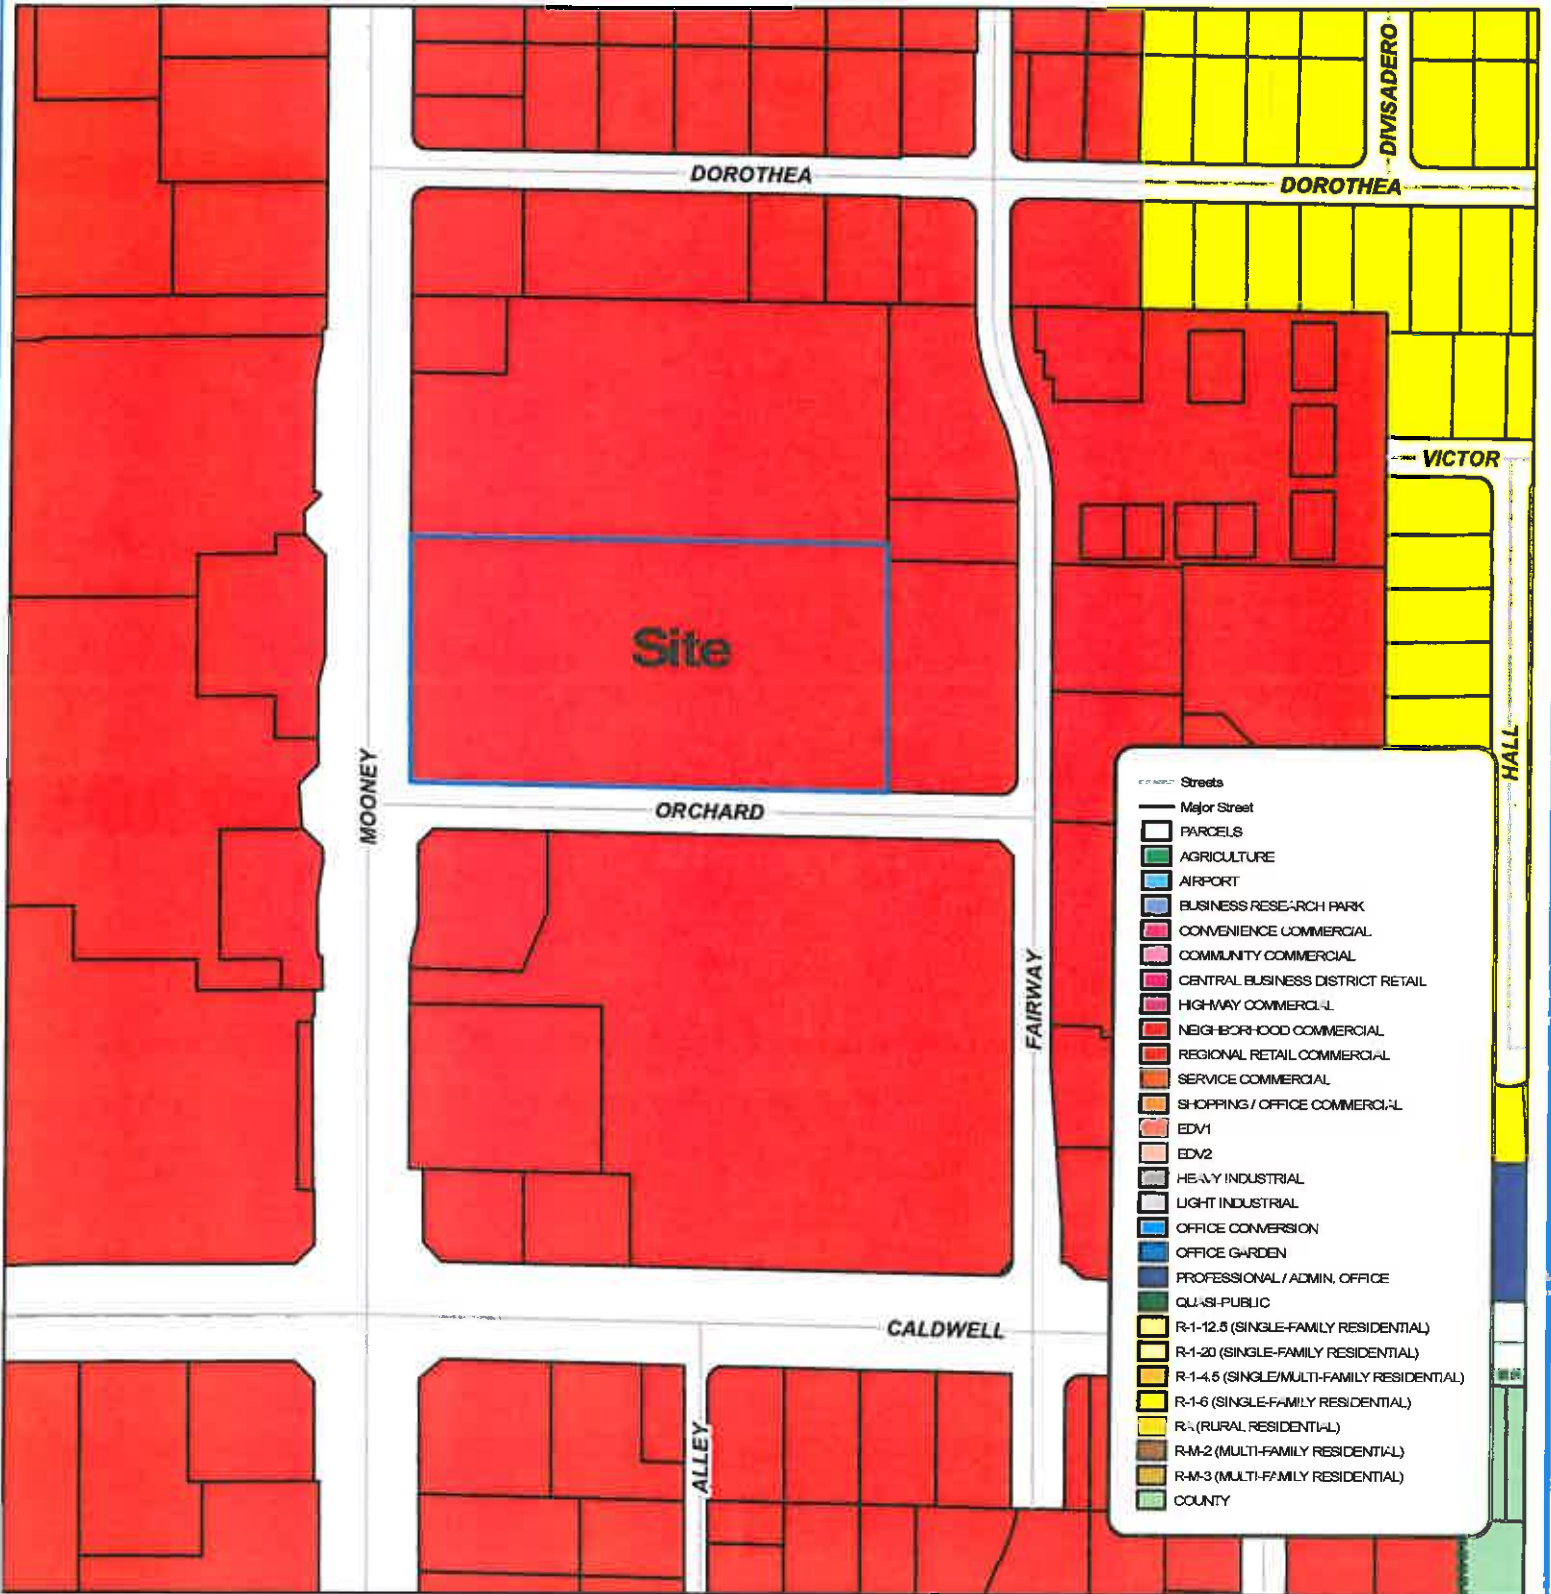 DIVISADERO
DOROTHEA
DOROTHEA
VICTOR
Site
HALL
MOONEY
ORCHARD
FAIRWAY
CALDWELL
ALLEY
Streets
Major Street
PARCELS
AGRICULTURE
AIRPORT
BUSINESS RESEARCH PARK
CONVENIENCE COMMERCIAL
COMMUNITY COMMERCIAL
CENTRAL BUSINESS DISTRICT RETAIL
HIGHWAY COMMERCIAL
NEIGHBORHOOD COMMERCIAL
REGIONAL RETAIL COMMERCIAL
SERVICE COMMERCIAL
SHOPPING / OFFICE COMMERCIAL
EDV1
EDV2
HEAVY INDUSTRIAL
LIGHT INDUSTRIAL
OFFICE CONVERSION
OFFICE GARDEN
PROFESSIONAL / ADMIN. OFFICE
QUASI-PUBLIC
R-1-12.5 (SINGLE-FAMILY RESIDENTIAL)
R-1-20 (SINGLE-FAMILY RESIDENTIAL)
R-1-4.5 (SINGLE/MULTI-FAMILY RESIDENTIAL)
R-1-6 (SINGLE-FAMILY RESIDENTIAL)
RA (RURAL RESIDENTIAL)
R-M-2 (MULTI-FAMILY RESIDENTIAL)
R-M-3 (MULTI-FAMILY RESIDENTIAL)
COUNTY